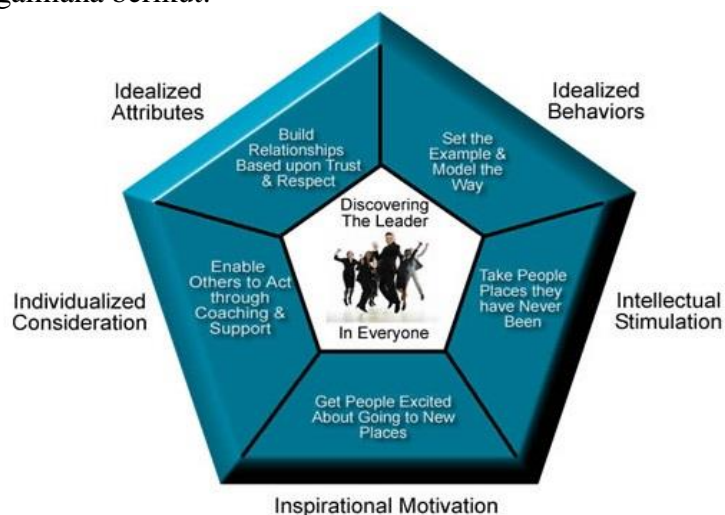 Idealized
Attributes
Idealized
Behaviors
Build
Relationships
Based upon Trust
& Respect
Set the
Example &
Model the
Way
Discovering
The Leader
In Everyone
Enable
Others to Act
through
Coaching &
Support
Take People
Places they
have Never
Been
Individualized
Consideration
Intellectual
Stimulation
Get People Excited
About Going to New
Places
Inspirational Motivation